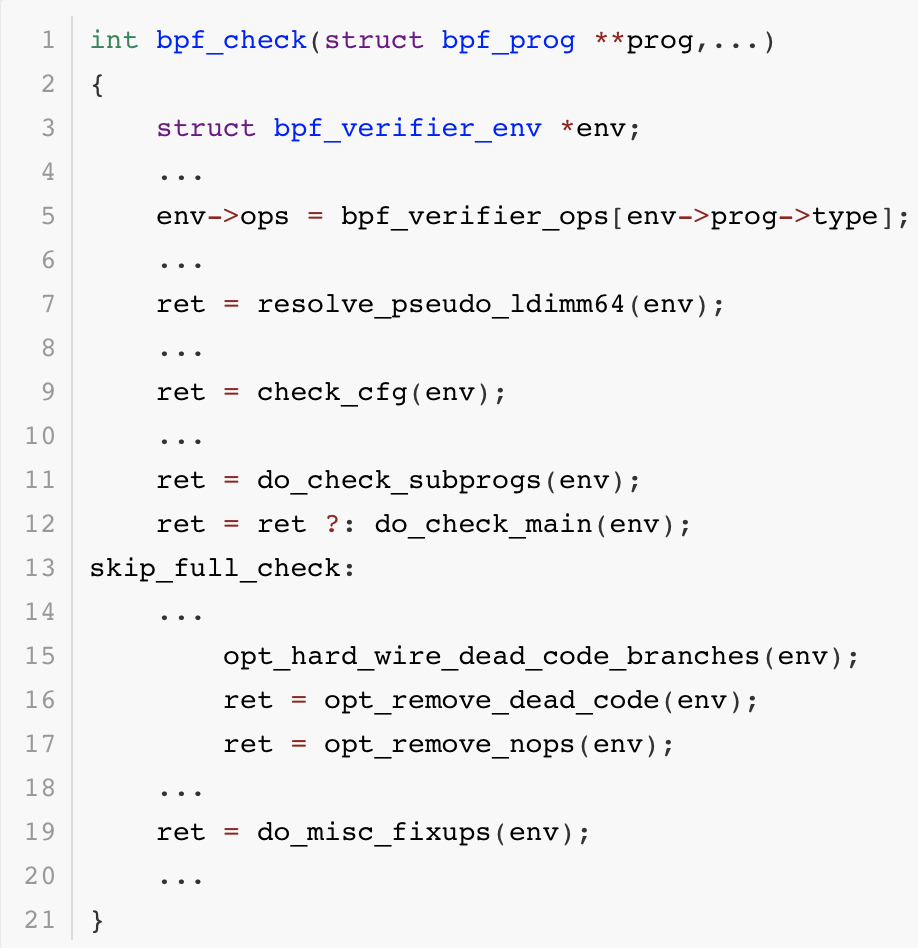 1 int bpf_check(struct bpf_prog **prog,...)
2 {
3     struct bpf_verifier_env *env;
4     ...
5     env->ops = bpf_verifier_ops[env->prog->type];
6     ...
7     ret = resolve_pseudo_ldimm64(env);
8     ...
9     ret = check_cfg(env);
10     ...
11     ret = do_check_subprogs(env);
12     ret = ret ?: do_check_main(env);
13 skip_full_check:
14     ...
15         opt_hard_wire_dead_code_branches(env);
16         ret = opt_remove_dead_code(env);
17         ret = opt_remove_nops(env);
18     ...
19     ret = do_misc_fixups(env);
20     ...
21 }